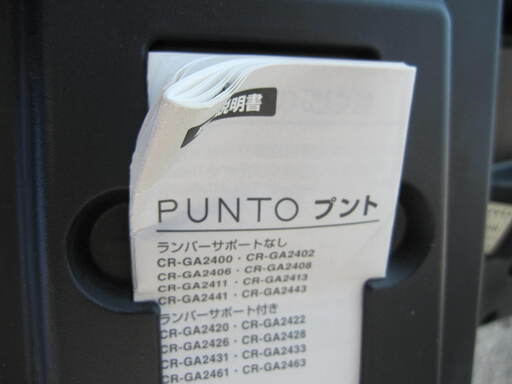 説明書
PUNTO プント
ランバーサポートなし
CR-GA2400・CR-GA2402
CR-GA2406・CR-GA2408
CR-GA2411・CR-GA2413
CR-GA2441・CR-GA2443
ランバーサポート付き
CR-GA2420・CR-GA2422
CR-GA2426・CR-GA2428
CR-GA2431・CR-GA2433
CR-GA2461・CR-GA2463